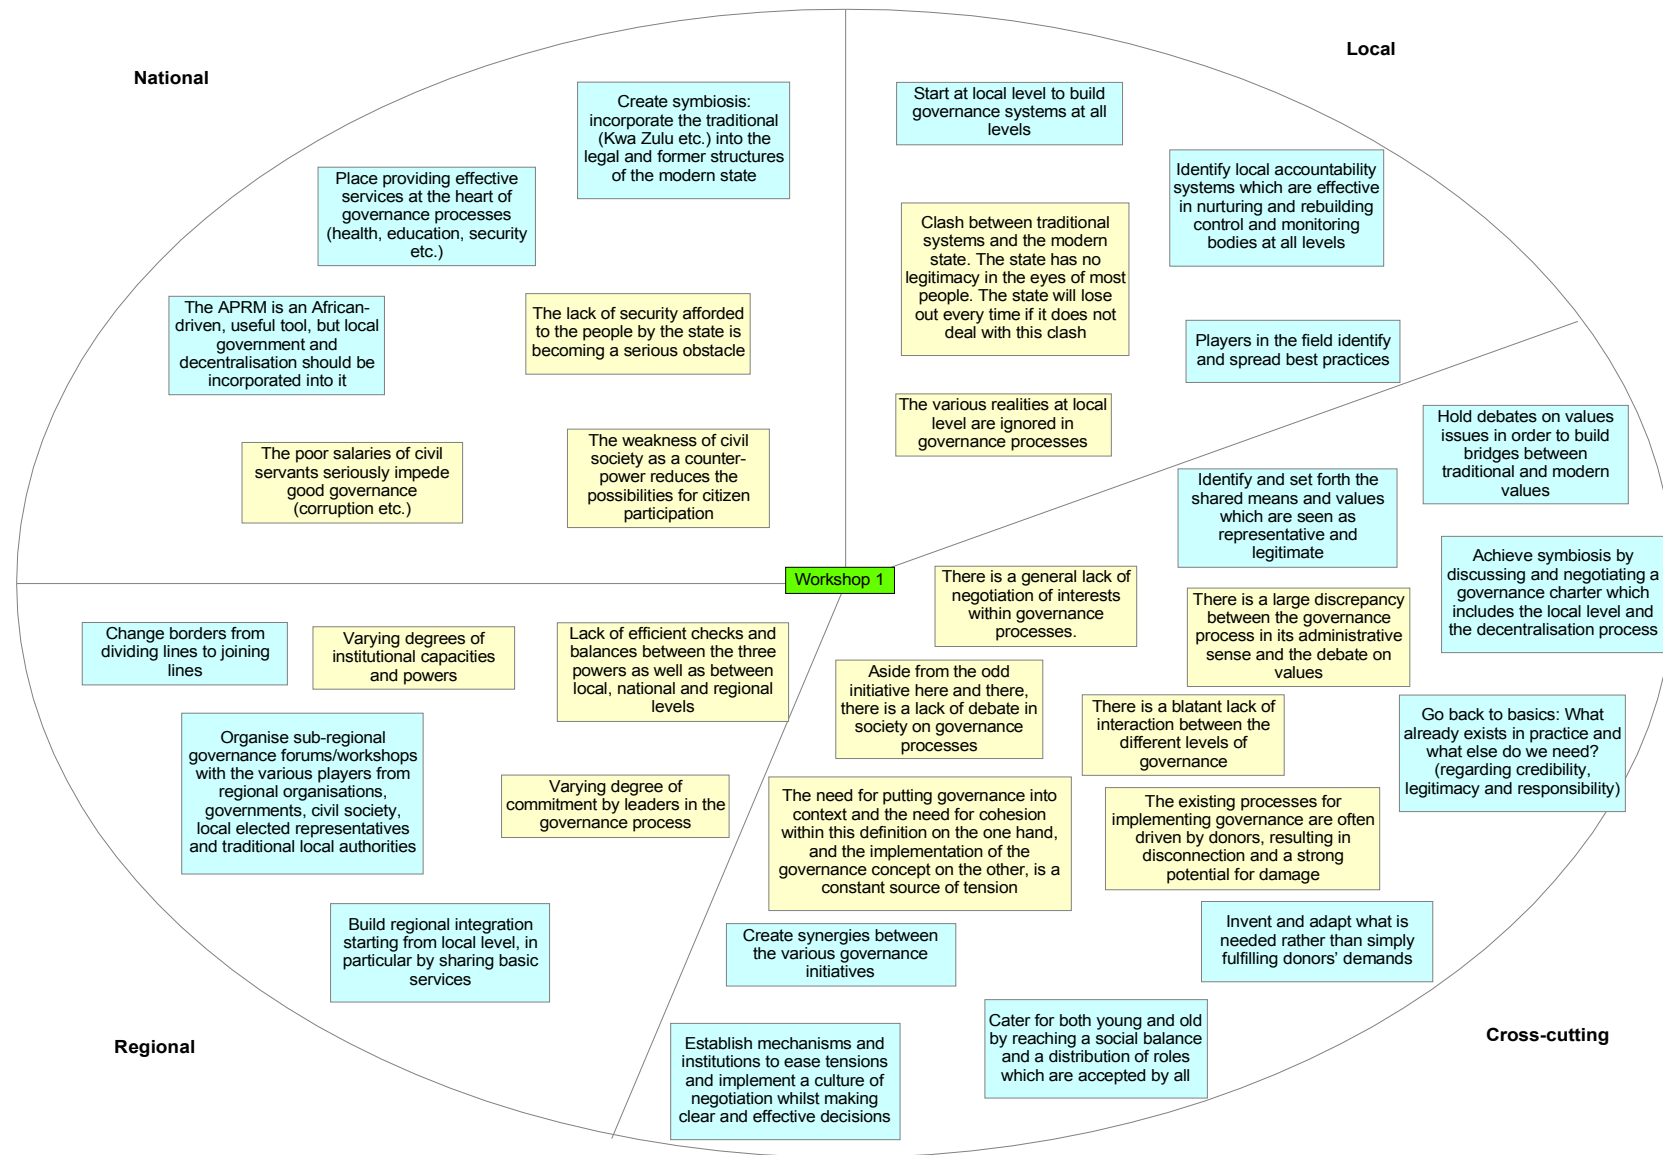 National
Create symbiosis:
incorporate the traditional
(Kwa Zulu etc.) into the
legal and former structures
of the modern state
Place providing effective
services at the heart of
governance processes
(health, education, security
etc.)
The APRM is an African-
driven, useful tool, but local
government and
decentralisation should be
incorporated into it
The lack of security afforded
to the people by the state is
becoming a serious obstacle
The poor salaries of civil
servants seriously impede
good governance
(corruption etc.)
The weakness of civil
society as a counter-
power reduces the
possibilities for citizen
participation
Local
Start at local level to build
governance systems at all
levels
Identify local accountability
systems which are effective
in nurturing and rebuilding
control and monitoring
bodies at all levels
Clash between traditional
systems and the modern
state. The state has no
legitimacy in the eyes of most
people. The state will lose
out every time if it does not
deal with this clash
Players in the field identify
and spread best practices
The various realities at local
level are ignored in
governance processes
Workshop 1
Hold debates on values
issues in order to build
bridges between
traditional and modern
values
Identify and set forth the
shared means and values
which are seen as
representative and
legitimate
Achieve symbiosis by
discussing and negotiating a
governance charter which
includes the local level and
the decentralisation process
There is a general lack of
negotiation of interests
within governance
processes.
There is a large discrepancy
between the governance
process in its administrative
sense and the debate on
values
Aside from the odd
initiative here and there,
there is a lack of debate in
society on governance
processes
There is a blatant lack of
interaction between the
different levels of
governance
Go back to basics: What
already exists in practice and
what else do we need?
(regarding credibility,
legitimacy and responsibility)
The need for putting governance into
context and the need for cohesion
within this definition on the one hand,
and the implementation of the
governance concept on the other, is a
constant source of tension
The existing processes for
implementing governance are often
driven by donors, resulting in
disconnection and a strong
potential for damage
Create synergies between
the various governance
initiatives
Invent and adapt what is
needed rather than simply
fulfilling donors’ demands
Cater for both young and old
by reaching a social balance
and a distribution of roles
which are accepted by all
Establish mechanisms and
institutions to ease tensions
and implement a culture of
negotiation whilst making
clear and effective decisions
Cross-cutting
Change borders from
dividing lines to joining
lines
Varying degrees of
institutional capacities
and powers
Lack of efficient checks and
balances between the three
powers as well as between
local, national and regional
levels
Organise sub-regional
governance forums/workshops
with the various players from
regional organisations,
governments, civil society,
local elected representatives
and traditional local authorities
Varying degree of
commitment by leaders in the
governance process
Build regional integration
starting from local level, in
particular by sharing basic
services
Regional